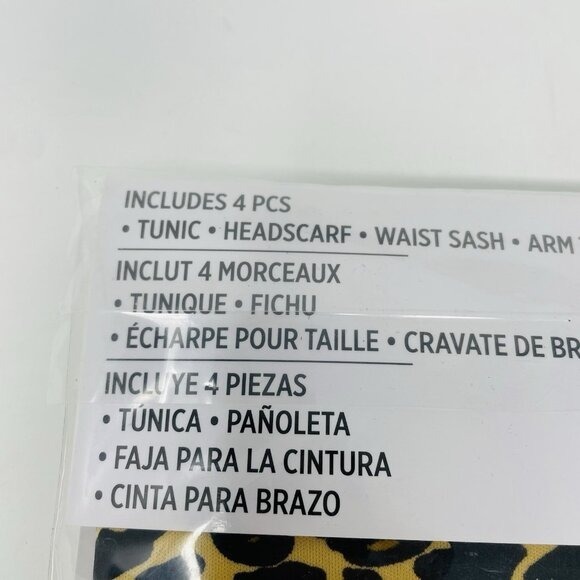 INCLUDES 4 PCS
• TUNIC • HEADSCARF • WAIST SASH • ARM
INCLUT 4 MORCEAUX
• TUNIQUE • FICHU
• ÉCHARPE POUR TAILLE • CRAVATE DE BR
INCLUYE 4 PIEZAS
• TÚNICA • PAÑOLETA
• FAJA PARA LA CINTURA
• CINTA PARA BRAZO